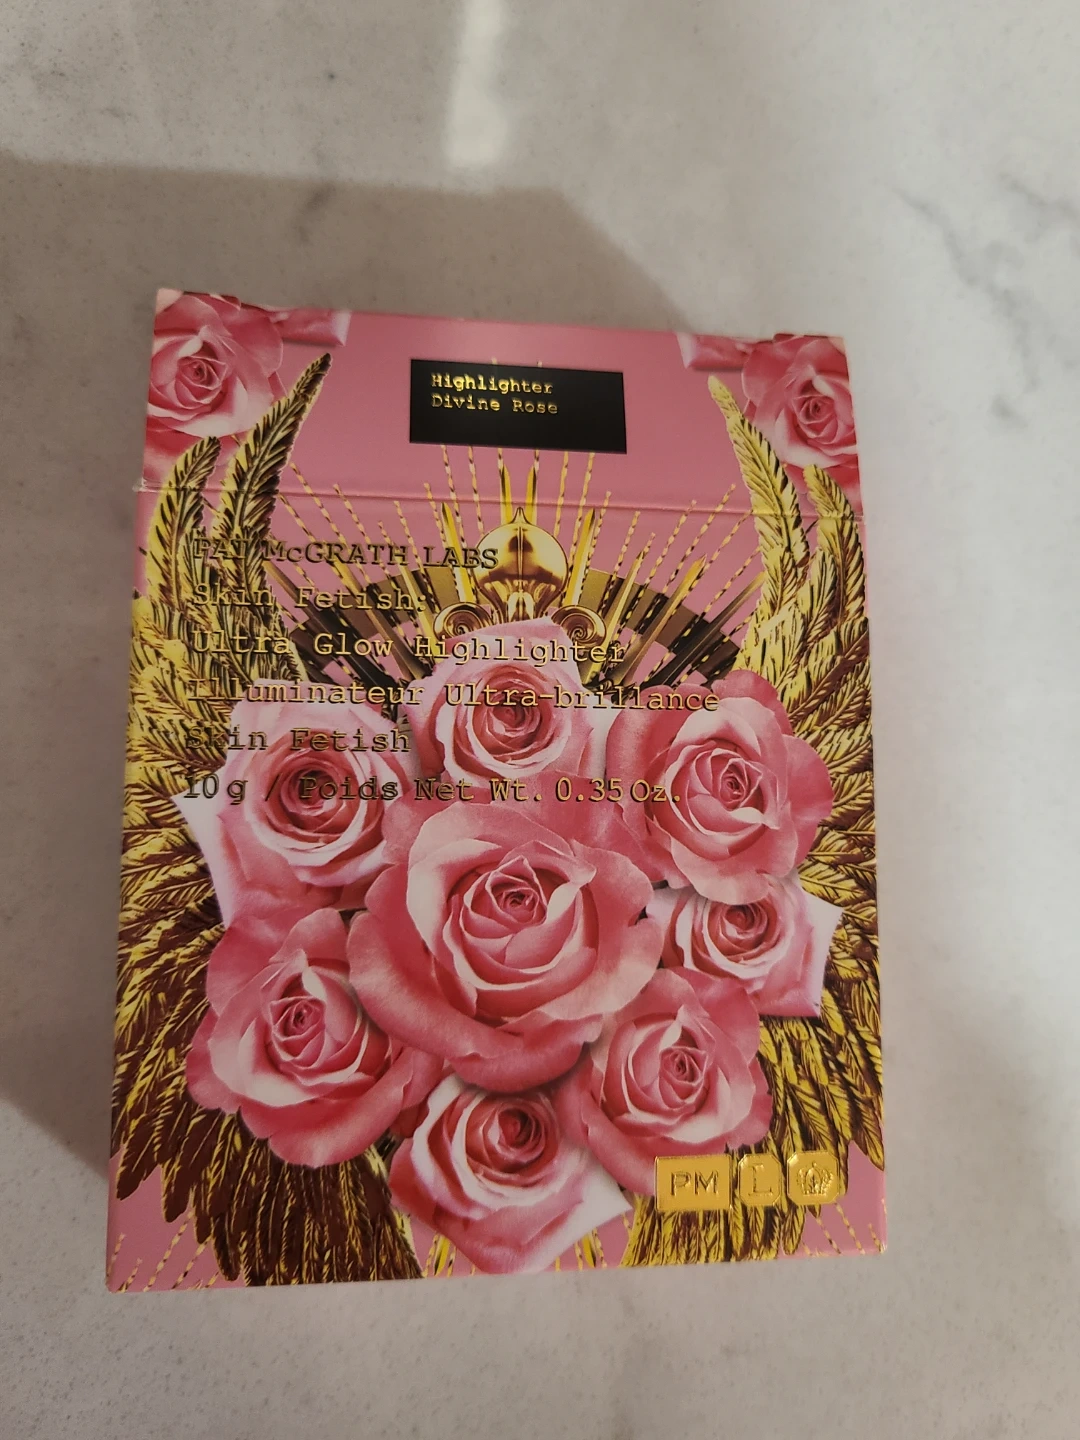 Highlighter
Divine Rose
PAT McGRATH LABS
Skin Fetish:
Ultra Glow Highlighter
Illuminateur Ultra-brillance
Skin Fetish
10 g / Poids Net Wt. 0.35 Oz.
PM L